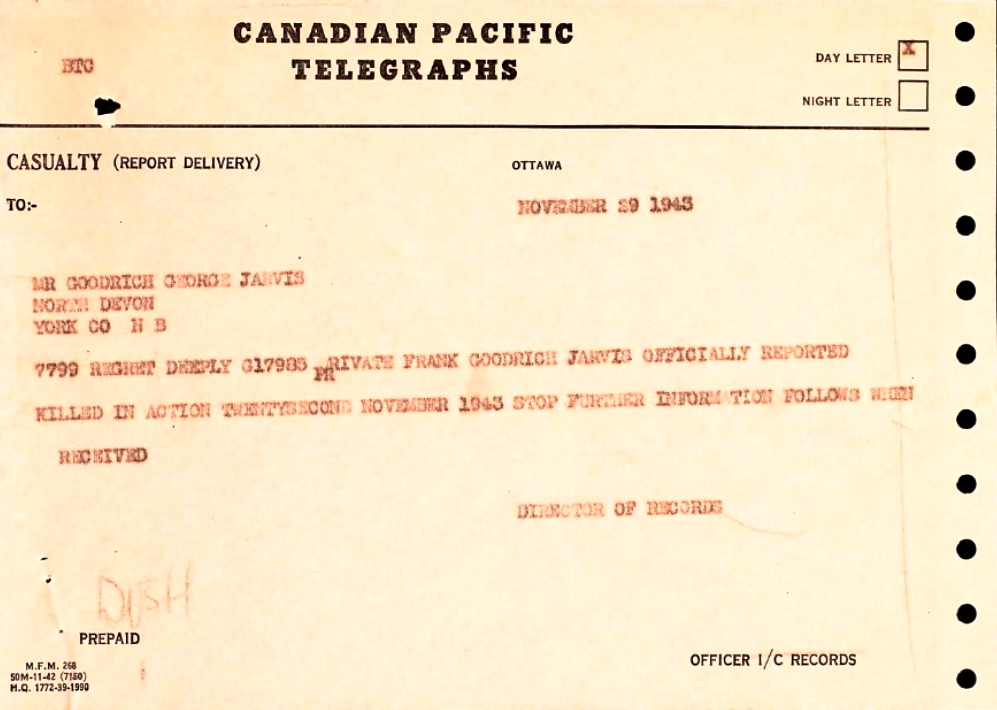 CANADIAN PACIFIC
TELEGRAPHS
BTC
DAY LETTER X
NIGHT LETTER
CASUALTY (REPORT DELIVERY)
OTTAWA
TO:-
NOVEMBER 29 1943
MR GOODRICH GEORGE JARVIS
NORTH DEVON
YORK CO N B
7799 REGRET DEEPLY G17985 PRIVATE FRANK GOODRICH JARVIS OFFICIALLY REPORTED
KILLED IN ACTION TWENTYSECOND NOVEMBER 1943 STOP FURTHER INFORMATION FOLLOWS WHEN
RECEIVED
DIRECTOR OF RECORDS
PREPAID
OFFICER I/C RECORDS
M.F.M. 268
50M-11-42 (7150)
H.Q. 1772-39-1990